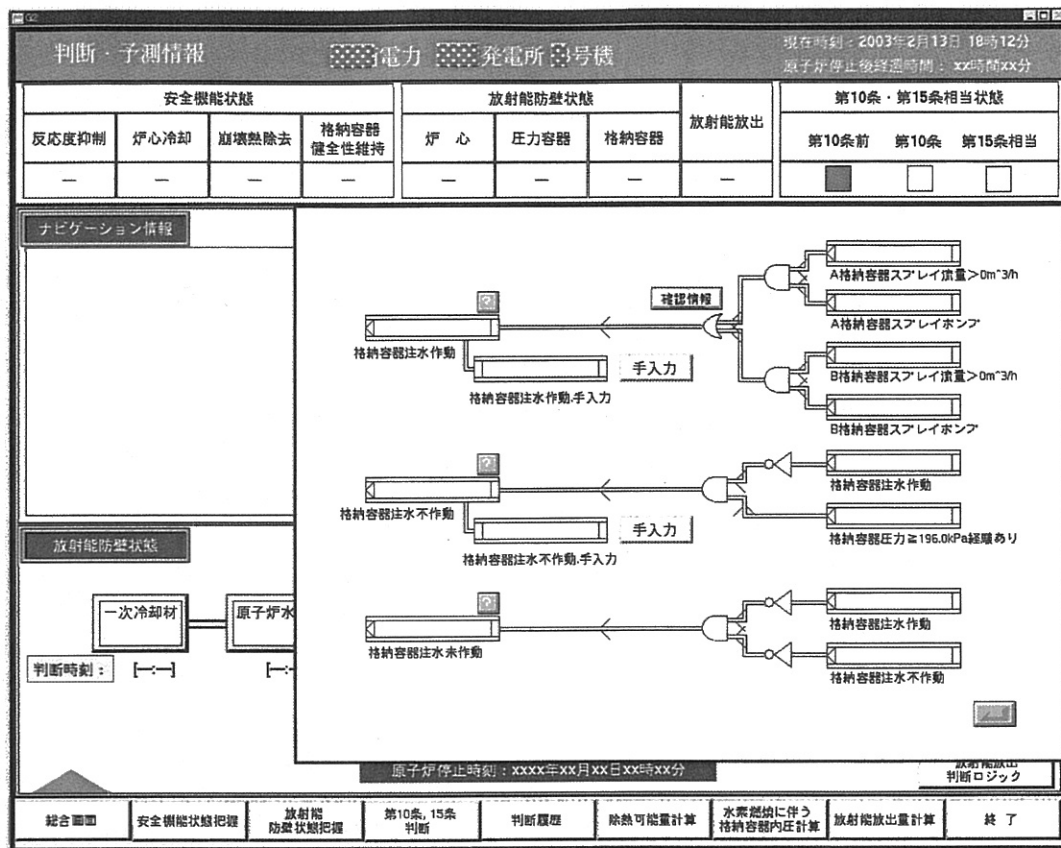 G2
判断・予測情報
電力 発電所 号機
現在時刻：2003年2月13日 18時12分
原子炉停止後経過時間： xx時間xx分
安全機能状態
反応度抑制 炉心冷却 崩壊熱除去 格納容器
健全性維持
— — — —
放射能防壁状態
炉 心 圧力容器 格納容器
— — —
放射能放出
—
第10条・第15条相当状態
第10条前 第10条 第15条相当
ナビゲーション情報
?
確認情報
格納容器注水作動
手入力
格納容器注水作動.手入力
A格納容器スプレイ流量＞0m^3/h
A格納容器スプレイポンプ
B格納容器スプレイ流量＞0m^3/h
B格納容器スプレイポンプ
?
格納容器注水不作動
手入力
格納容器注水不作動.手入力
格納容器注水作動
格納容器圧力≧196.0kPa経験あり
?
格納容器注水未作動
格納容器注水作動
格納容器注水不作動
放射能防壁状態
一次冷却材
原子炉水
判断時刻： [—:—] [—:-
原子炉停止時刻：xxxx年xx月xx日xx時xx分
放射能放出
判断ロジック
総合画面
安全機能状態把握
放射能
防壁状態把握
第10条, 15条
判断
判断履歴
除熱可能量計算
水素燃焼に伴う
格納容器内圧計算
放射能放出量計算
終 了